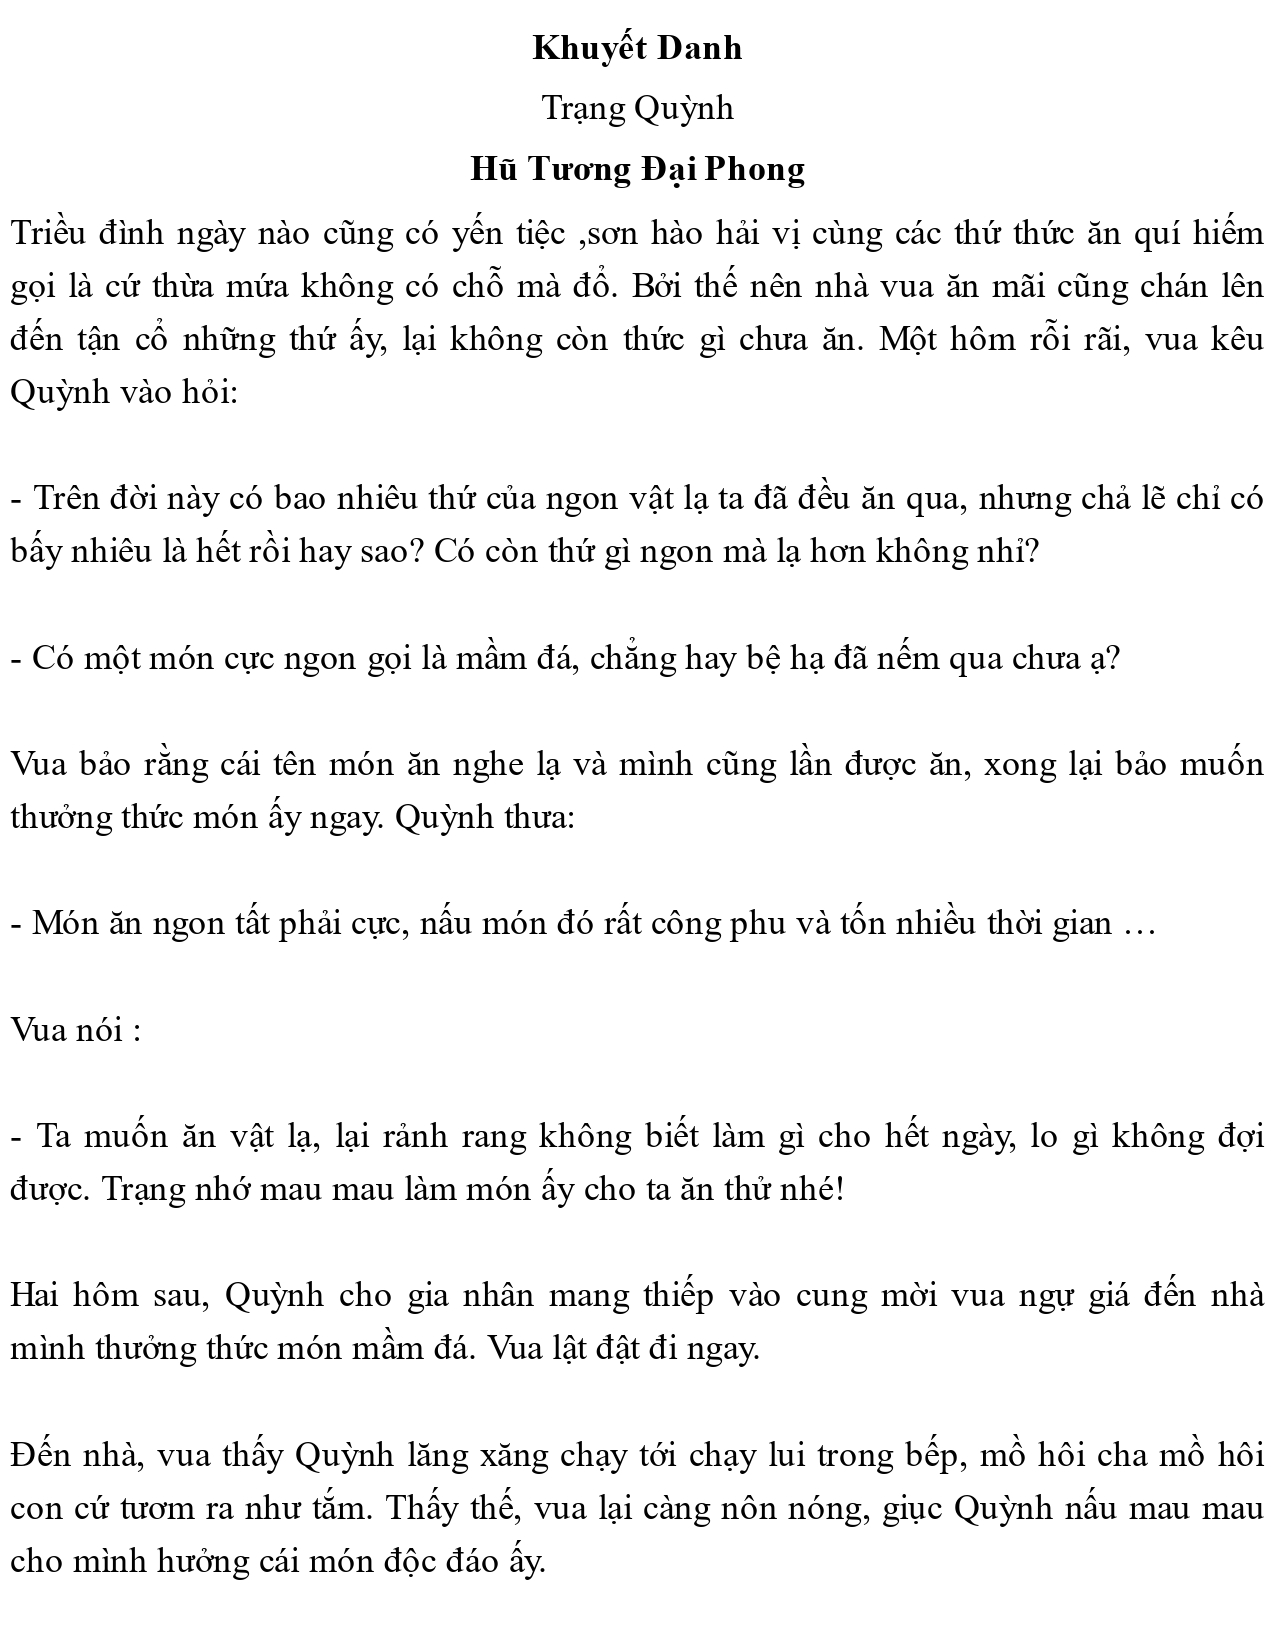 Khuyết Danh
Trạng Quỳnh
Hũ Tương Đại Phong
Triều đình ngày nào cũng có yến tiệc ,sơn hào hải vị cùng các thứ thức ăn quí hiếm
gọi là cứ thừa mứa không có chỗ mà đổ. Bởi thế nên nhà vua ăn mãi cũng chán lên
đến tận cổ những thứ ấy, lại không còn thức gì chưa ăn. Một hôm rỗi rãi, vua kêu
Quỳnh vào hỏi:
- Trên đời này có bao nhiêu thứ của ngon vật lạ ta đã đều ăn qua, nhưng chả lẽ chỉ có
bấy nhiêu là hết rồi hay sao? Có còn thứ gì ngon mà lạ hơn không nhỉ?
- Có một món cực ngon gọi là mầm đá, chẳng hay bệ hạ đã nếm qua chưa ạ?
Vua bảo rằng cái tên món ăn nghe lạ và mình cũng lần được ăn, xong lại bảo muốn
thưởng thức món ấy ngay. Quỳnh thưa:
- Món ăn ngon tất phải cực, nấu món đó rất công phu và tốn nhiều thời gian …
Vua nói :
- Ta muốn ăn vật lạ, lại rảnh rang không biết làm gì cho hết ngày, lo gì không đợi
được. Trạng nhớ mau mau làm món ấy cho ta ăn thử nhé!
Hai hôm sau, Quỳnh cho gia nhân mang thiếp vào cung mời vua ngự giá đến nhà
mình thưởng thức món mầm đá. Vua lật đật đi ngay.
Đến nhà, vua thấy Quỳnh lăng xăng chạy tới chạy lui trong bếp, mồ hôi cha mồ hôi
con cứ tươm ra như tắm. Thấy thế, vua lại càng nôn nóng, giục Quỳnh nấu mau mau
cho mình hưởng cái món độc đáo ấy.